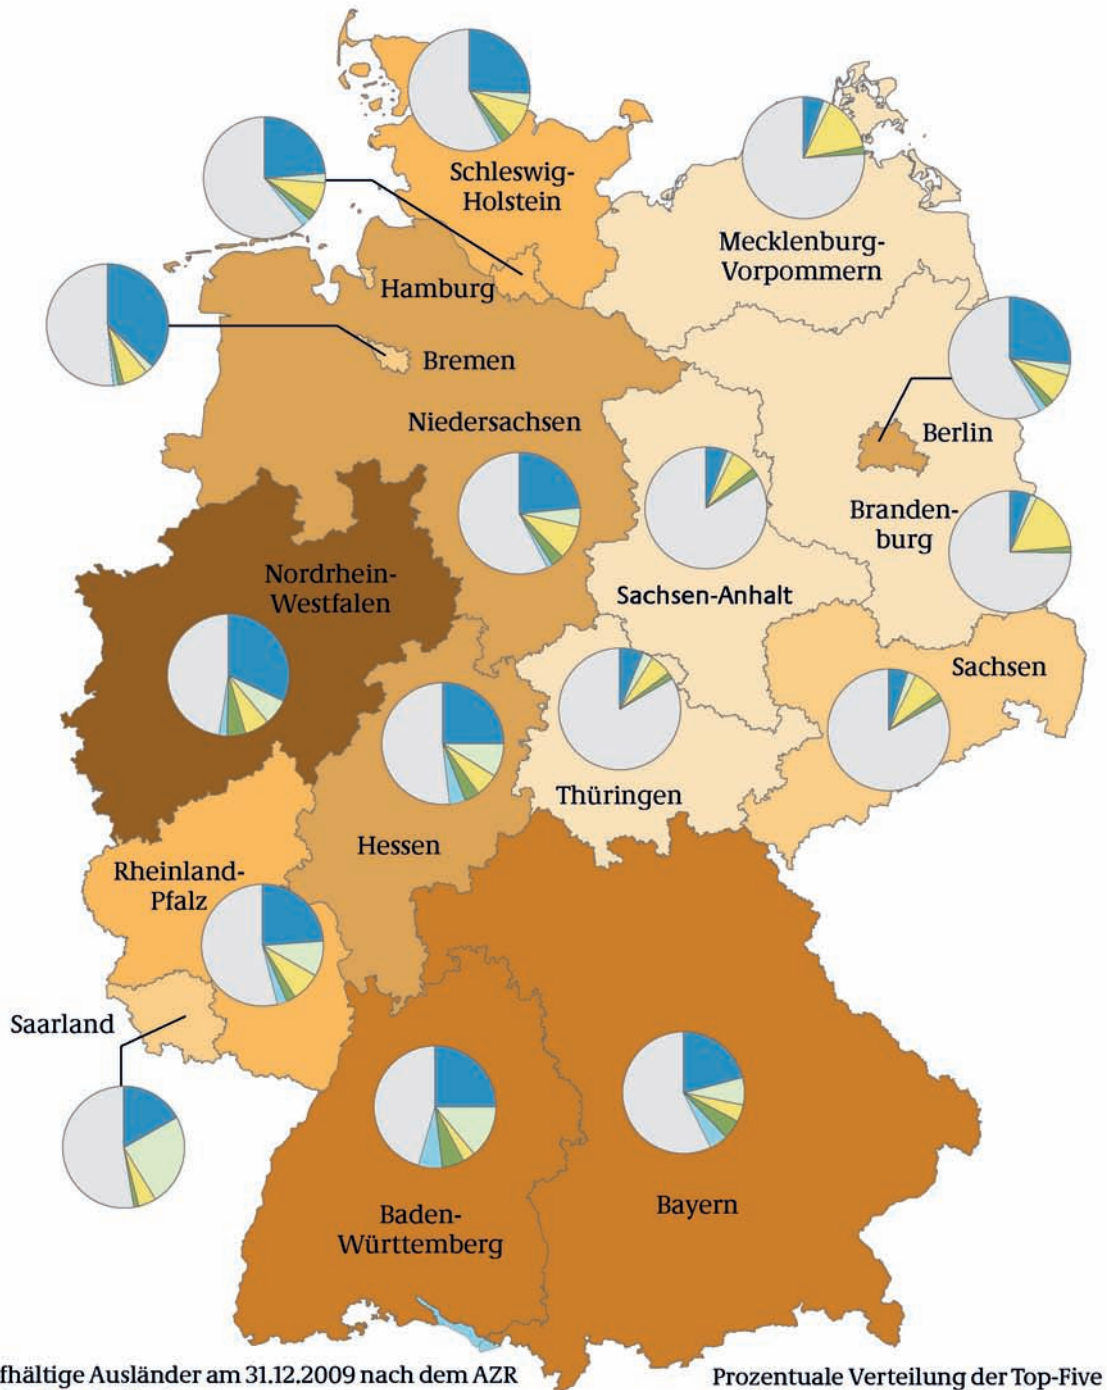 Schleswig-
Holstein
Mecklenburg-
Vorpommern
Hamburg
Bremen
Niedersachsen
Berlin
Branden-
burg
Nordrhein-
Westfalen
Sachsen-Anhalt
Sachsen
Thüringen
Hessen
Rheinland-
Pfalz
Saarland
Bayern
Baden-
Württemberg
Ausländer am 31.12.2009 nach dem AZR
Prozentuale Verteilung der Top-Five